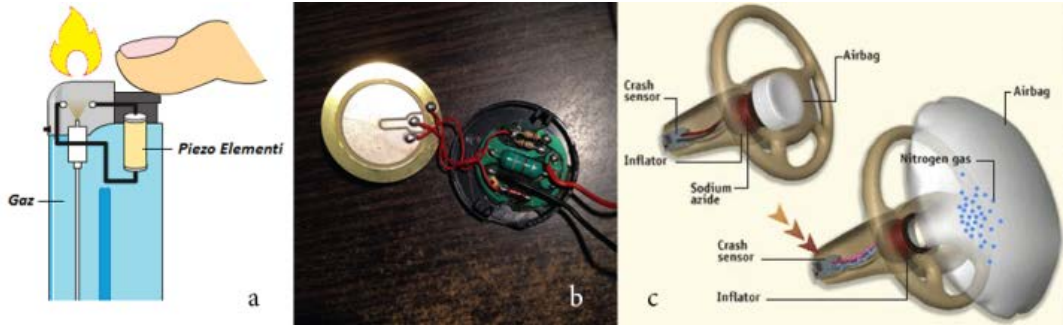 Piezo Elementi
Gaz
a
b
Airbag
Crash
sensor
Inflator
Sodium
azide
Airbag
Nitrogen gas
Crash
sensor
Inflator
c